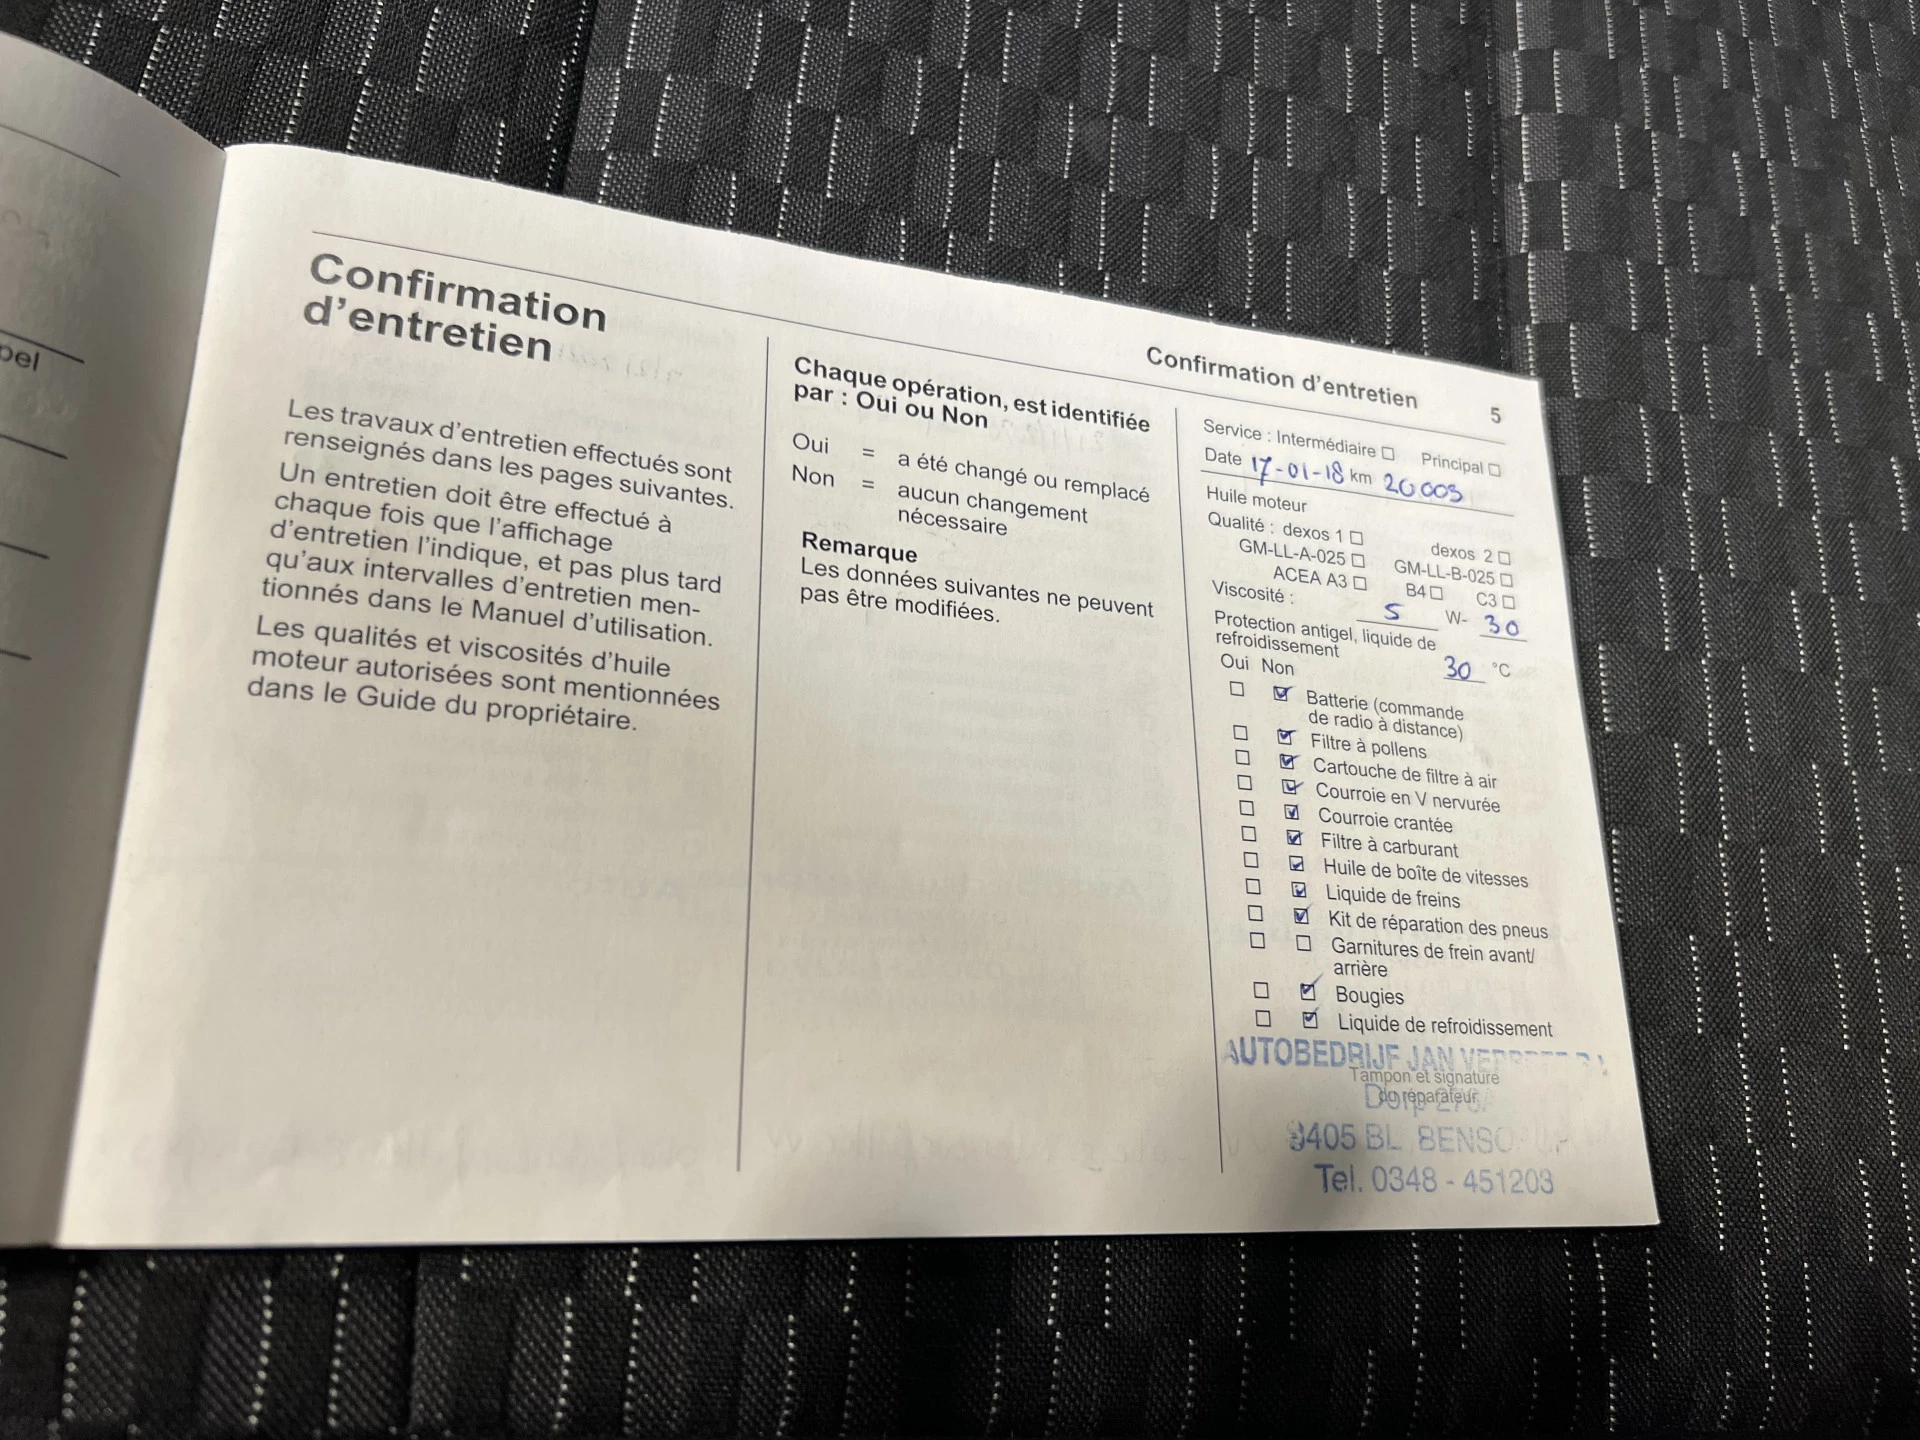 pel
Confirmation
d'entretien
Les travaux d'entretien effectués sont
renseignés dans les pages suivantes.
Un entretien doit être effectué à
chaque fois que l'affichage
d'entretien l'indique, et pas plus tard
qu'aux intervalles d'entretien men-
tionnés dans le Manuel d'utilisation.
Les qualités et viscosités d'huile
moteur autorisées sont mentionnées
dans le Guide du propriétaire.
Chaque opération, est identifiée
par : Oui ou Non
Oui = a été changé ou remplacé
Non = aucun changement
nécessaire
Remarque
Les données suivantes ne peuvent
pas être modifiées.
Confirmation d'entretien 5
Service : Intermédiaire ☐ Principal ☐
Date 17-01-18 km 20003
Huile moteur
Qualité : dexos 1 ☐ dexos 2 ☐
GM-LL-A-025 ☐ GM-LL-B-025 ☐
ACEA A3 ☐ B4 ☐ C3 ☐
Viscosité : 5 W- 30
Protection antigel, liquide de
refroidissement 30 °C
Oui Non
☐ ☑ Batterie (commande
de radio à distance)
☐ ☑ Filtre à pollens
☐ ☑ Cartouche de filtre à air
☐ ☑ Courroie en V nervurée
☐ ☑ Courroie crantée
☐ ☑ Filtre à carburant
☐ ☑ Huile de boîte de vitesses
☐ ☑ Liquide de freins
☐ ☑ Kit de réparation des pneus
☐ ☐ Garnitures de frein avant/
arrière
☐ ☑ Bougies
☐ ☑ Liquide de refroidissement
AUTOBEDRIJF JAN
Tampon et signature
du réparateur
Dorp
3405 BL
Tel. 0348 - 451203